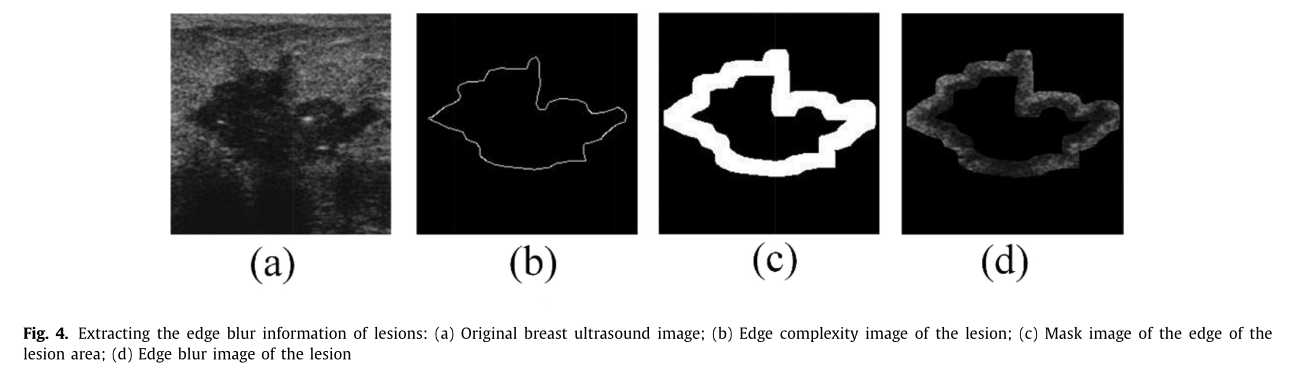 (a) (b) (c) (d)
Fig. 4. Extracting the edge blur information of lesions: (a) Original breast ultrasound image; (b) Edge complexity image of the lesion; (c) Mask image of the edge of the
lesion area; (d) Edge blur image of the lesion